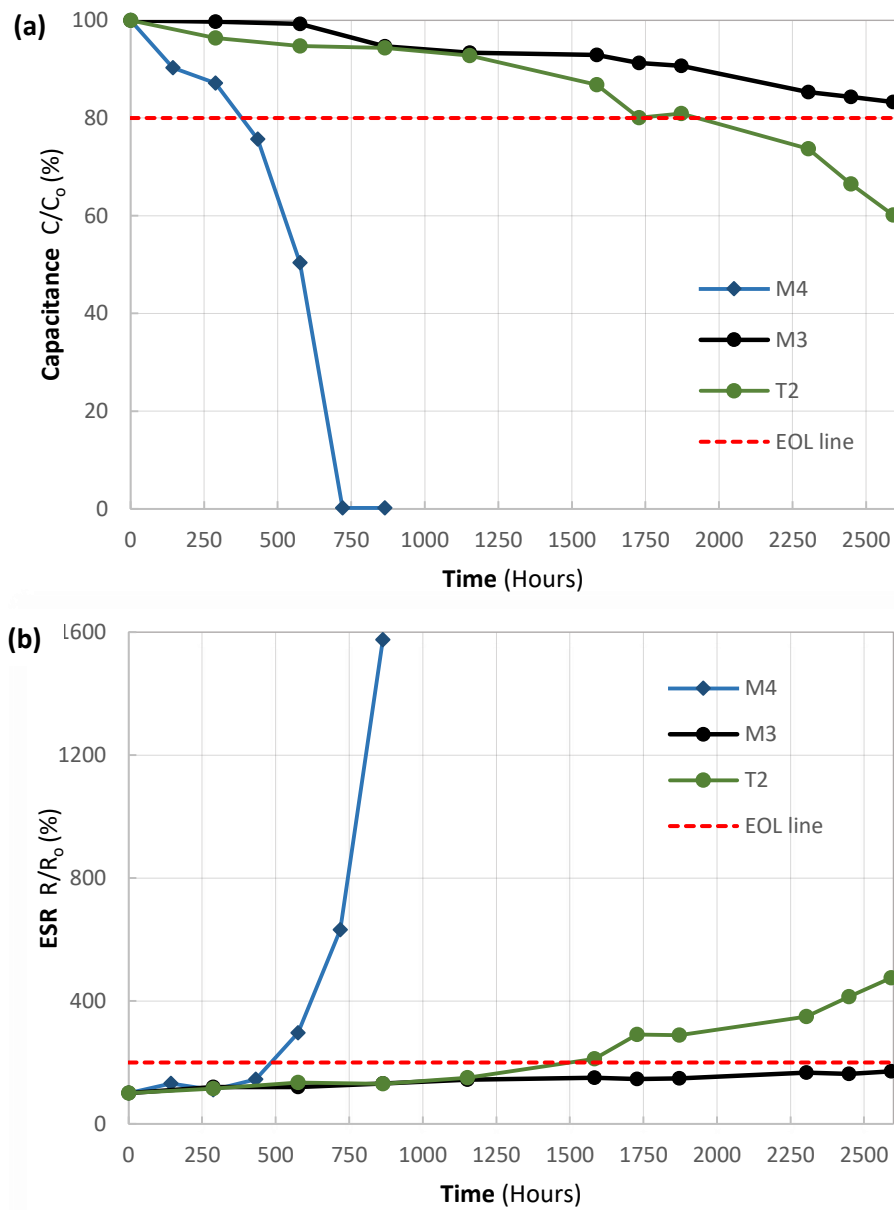 (a)
100
80
60
40
20
0
Capacitance C/Cₒ (%)
0 250 500 750 1000 1250 1500 1750 2000 2250 2500
Time (Hours)
M4
M3
T2
EOL line
(b)
1600
1200
800
400
0
ESR R/Rₒ (%)
0 250 500 750 1000 1250 1500 1750 2000 2250 2500
Time (Hours)
M4
M3
T2
EOL line